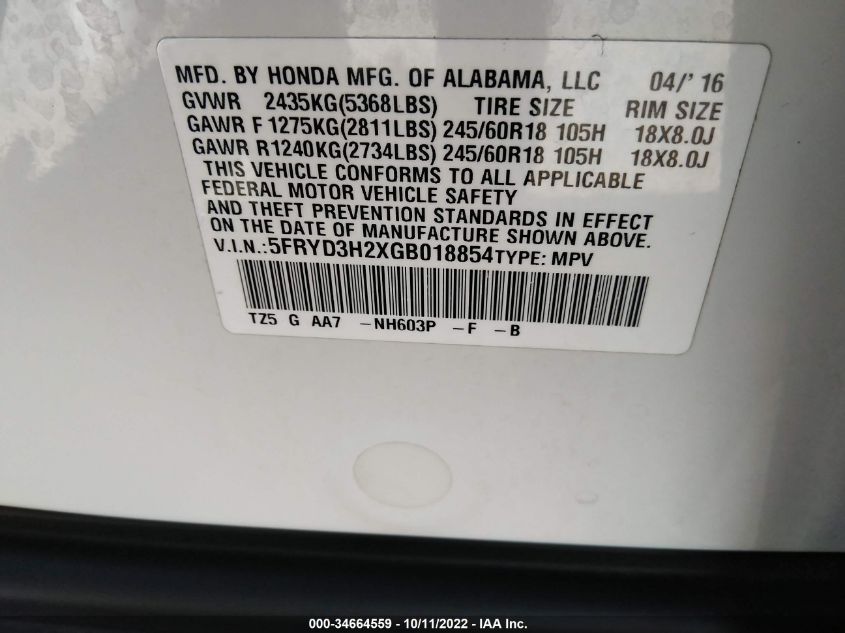 MFD. BY HONDA MFG. OF ALABAMA, LLC 04/'16
GVWR 2435KG(5368LBS) TIRE SIZE RIM SIZE
GAWR F 1275KG(2811LBS) 245/60R18 105H 18X8.0J
GAWR R1240KG(2734LBS) 245/60R18 105H 18X8.0J
THIS VEHICLE CONFORMS TO ALL APPLICABLE
FEDERAL MOTOR VEHICLE SAFETY
AND THEFT PREVENTION STANDARDS IN EFFECT
ON THE DATE OF MANUFACTURE SHOWN ABOVE.
V.I.N.:5FRYD3H2XGB018854TYPE: MPV
TZ5 G AA7 -NH603P -F -B
000-34664559 - 10/11/2022 - IAA Inc.